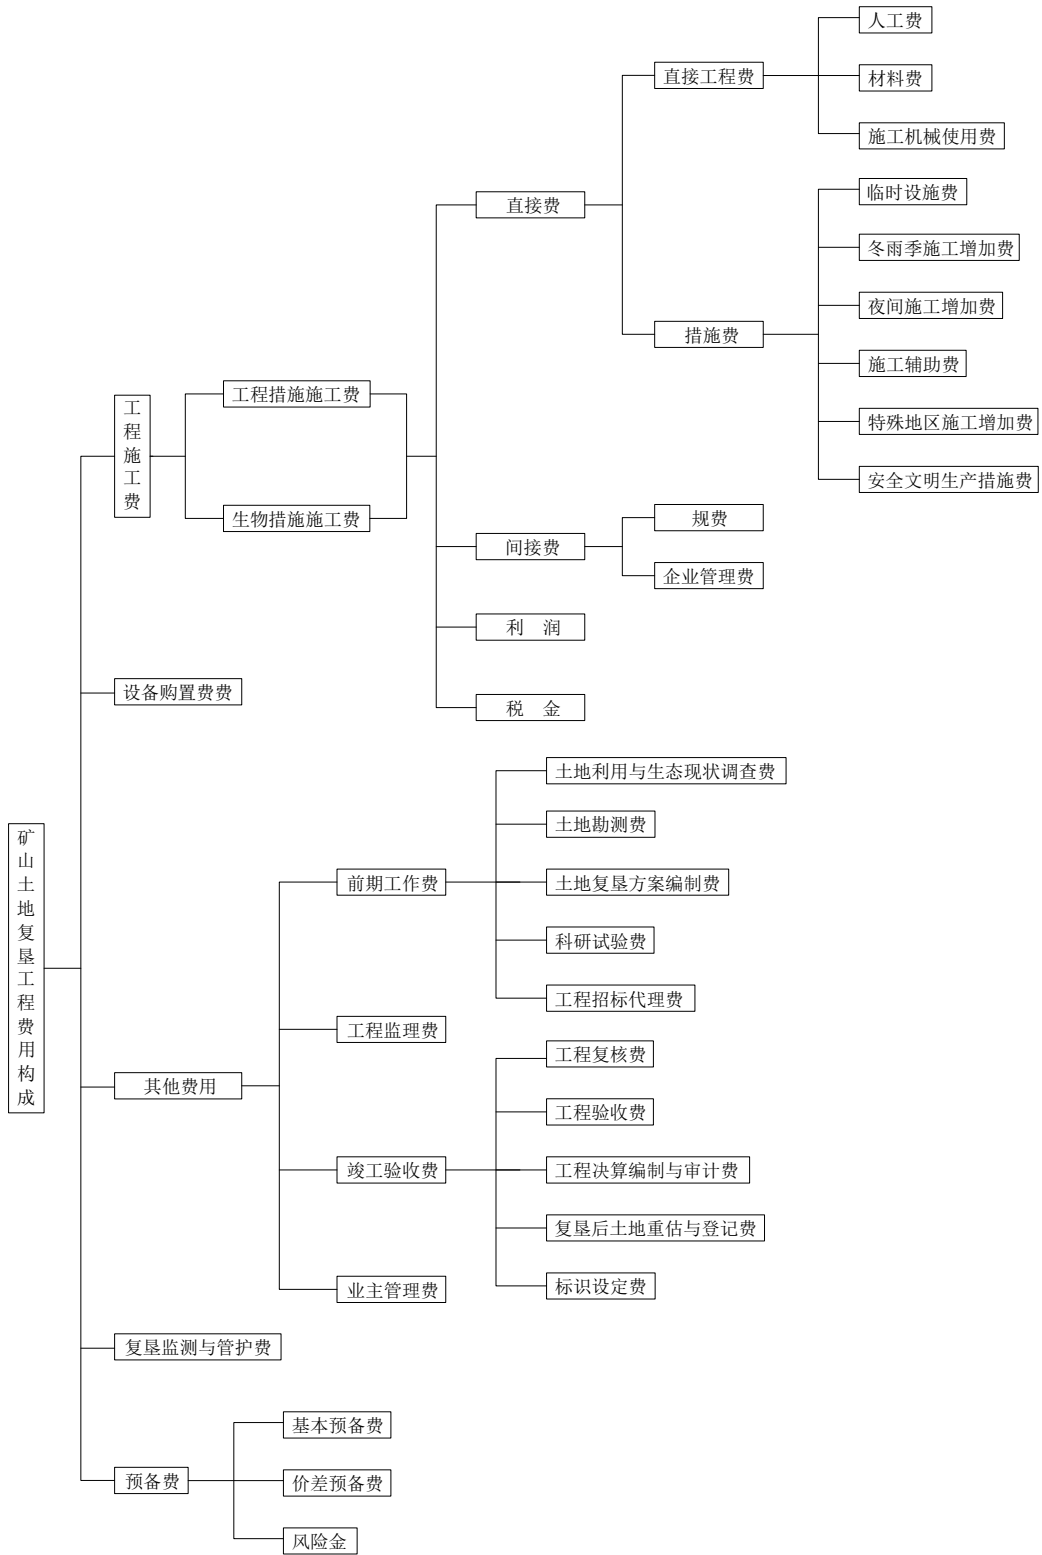 矿山土地复垦工程费用构成
工程施工费
工程措施施工费
生物措施施工费
直接费
直接工程费
人工费
材料费
施工机械使用费
措施费
临时设施费
冬雨季施工增加费
夜间施工增加费
施工辅助费
特殊地区施工增加费
安全文明生产措施费
间接费
规费
企业管理费
利 润
税 金
设备购置费费
其他费用
前期工作费
土地利用与生态现状调查费
土地勘测费
土地复垦方案编制费
科研试验费
工程招标代理费
工程监理费
竣工验收费
工程复核费
工程验收费
工程决算编制与审计费
复垦后土地重估与登记费
标识设定费
业主管理费
复垦监测与管护费
预备费
基本预备费
价差预备费
风险金